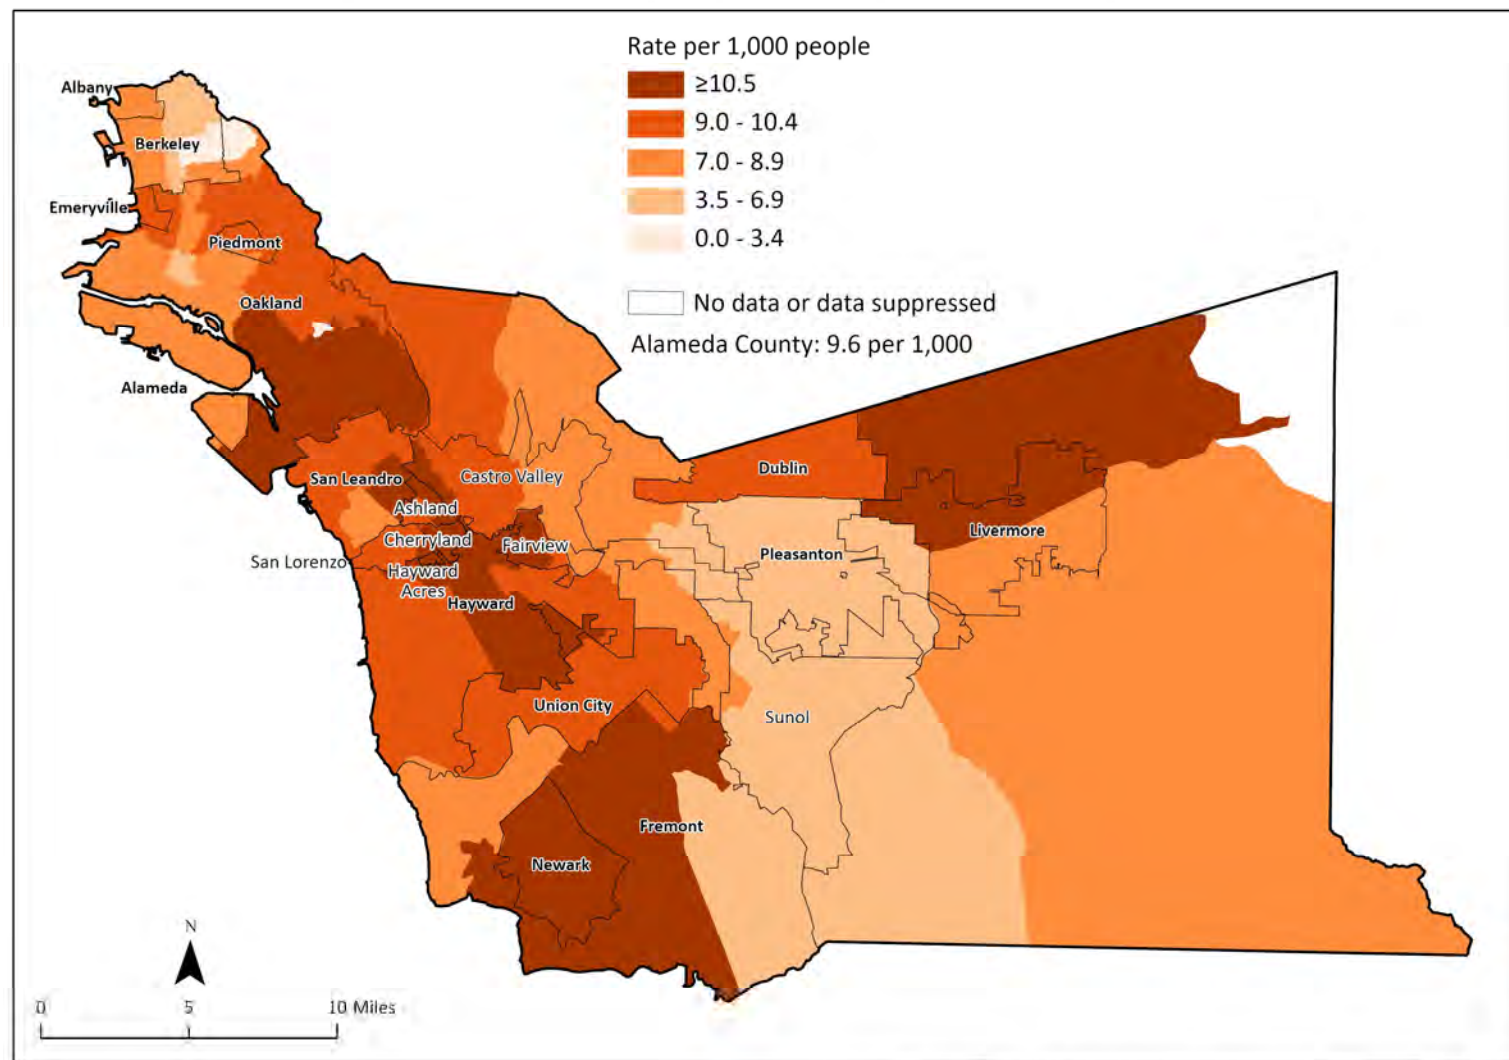 Rate per 1,000 people
≥10.5
9.0 - 10.4
7.0 - 8.9
3.5 - 6.9
0.0 - 3.4
No data or data suppressed
Alameda County: 9.6 per 1,000
Albany
Berkeley
Emeryville
Piedmont
Oakland
Alameda
San Leandro
Castro Valley
Dublin
Ashland
Livermore
Cherryland
Fairview
Pleasanton
San Lorenzo
Hayward
Acres
Hayward
Union City
Sunol
Fremont
Newark
N
0 5 10 Miles